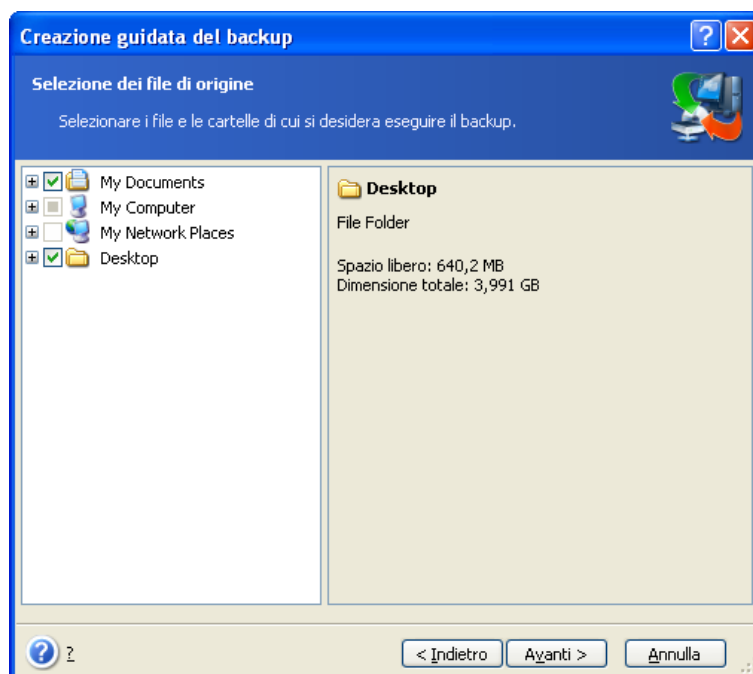 Creazione guidata del backup
Selezione dei file di origine
Selezionare i file e le cartelle di cui si desidera eseguire il backup.
My Documents
My Computer
My Network Places
Desktop
Desktop
File Folder
Spazio libero: 640,2 MB
Dimensione totale: 3,991 GB
?
< Indietro
Avanti >
Annulla